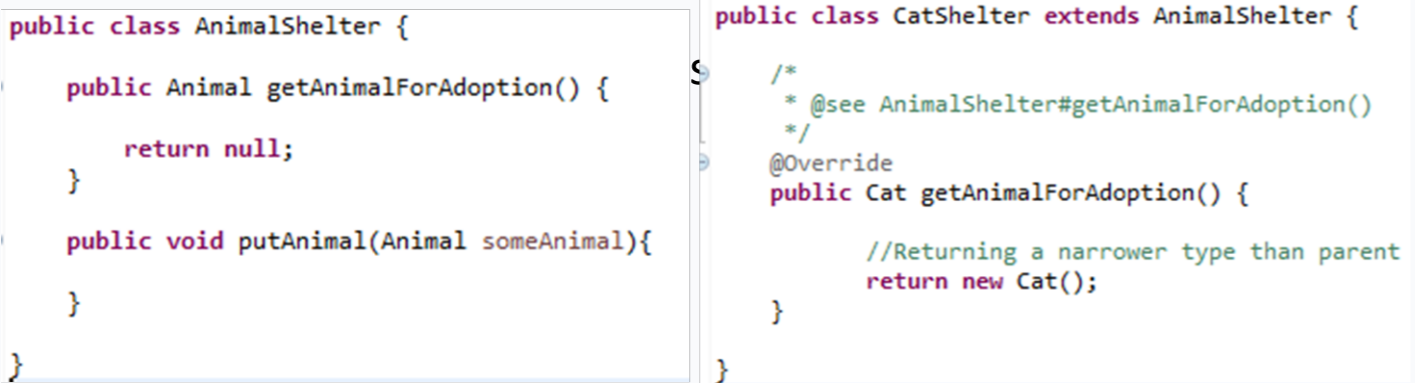 public class AnimalShelter {
public Animal getAnimalForAdoption() {
return null;
}
public void putAnimal(Animal someAnimal){
}
}
s
public class CatShelter extends AnimalShelter {
/*
* @see AnimalShelter#getAnimalForAdoption()
*/
@Override
public Cat getAnimalForAdoption() {
//Returning a narrower type than parent
return new Cat();
}
}